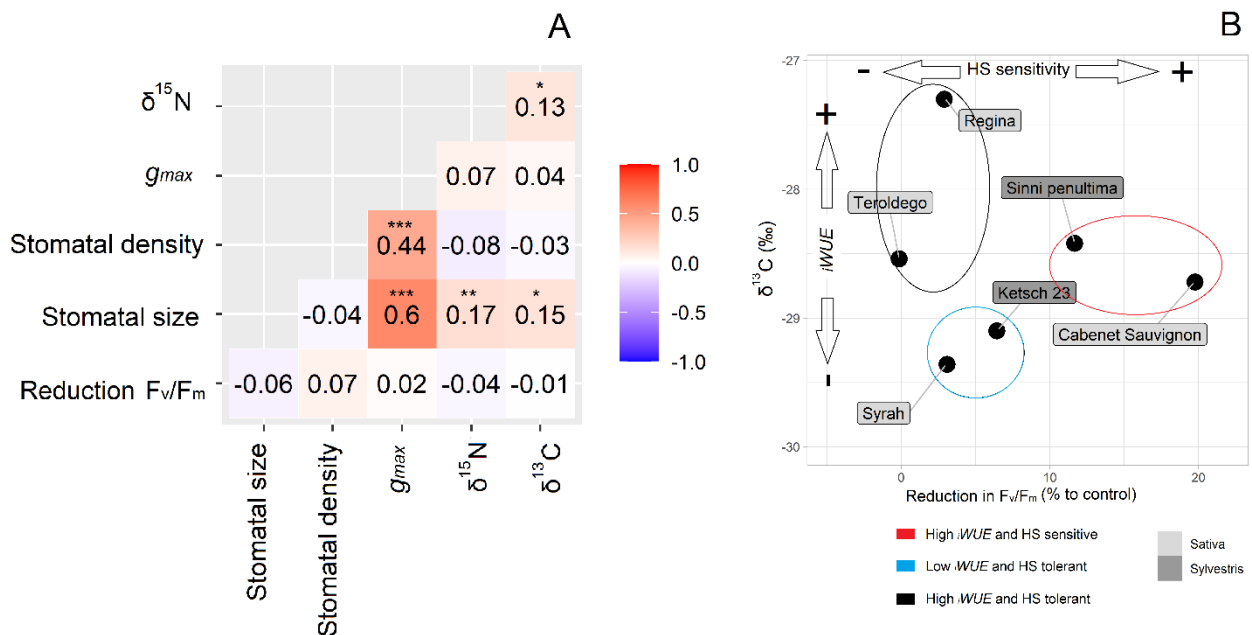 A
δ¹⁵N
gmax
Stomatal density
Stomatal size
Reduction Fv/Fm
*
0.13
0.07 0.04
***
0.44 -0.08 -0.03
*** ** *
-0.04 0.6 0.17 0.15
-0.06 0.07 0.02 -0.04 -0.01
Stomatal size
Stomatal density
gmax
δ¹⁵N
δ¹³C
1.0
0.5
0.0
-0.5
-1.0
B
- HS sensitivity +
δ¹³C (‰)
-27
-28
-29
-30
+
iWUE
-
Regina
Sinni penultima
Teroldego
Ketsch 23
Cabenet Sauvignon
Syrah
0 10 20
Reduction in Fv/Fm (% to control)
High iWUE and HS sensitive
Low iWUE and HS tolerant
High iWUE and HS tolerant
Sativa
Sylvestris